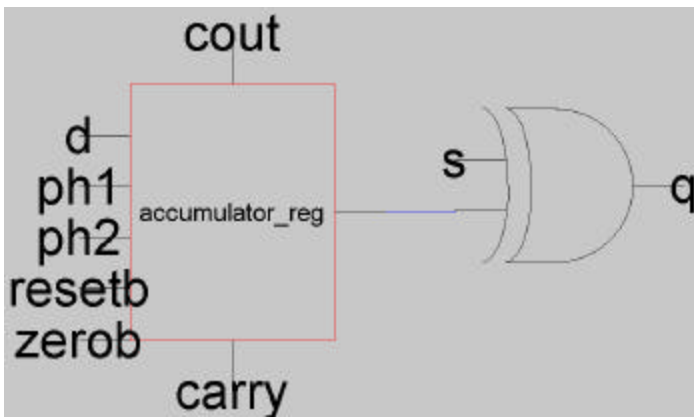 cout
d
ph1
accumulator_reg
s
q
ph2
resetb
zerob
carry